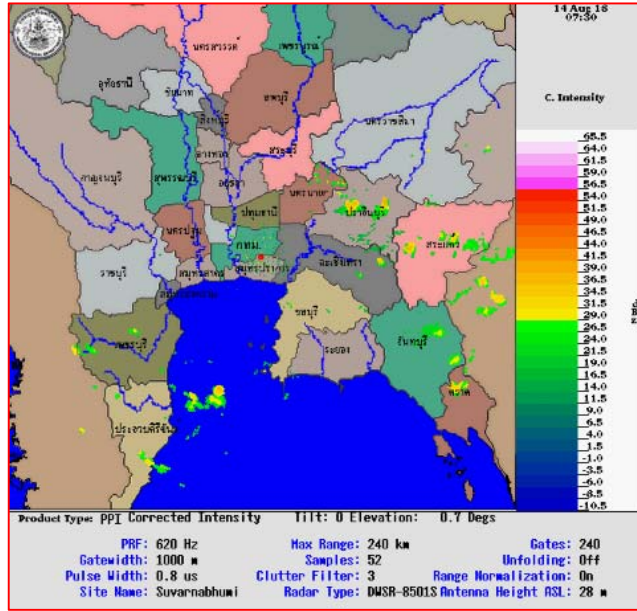 14 Aug 18
07:30
C. Intensity
นครสวรรค์
เพชรบูรณ์
อุทัยธานี
ชัยนาท
ลพบุรี
สิงห์บุรี
นครราชสีมา
อ่างทอง
สระบุรี
กาญจนบุรี
สุพรรณบุรี
อยุธยา
นครนายก
ปราจีนบุรี
ปทุมธานี
นครปฐม
กทม.
สระแก้ว
ราชบุรี
สมุทรสาคร
สมุทรปราการ
ฉะเชิงเทรา
ชลบุรี
เพชรบุรี
ระยอง
จันทบุรี
ตราด
ประจวบคีรีขันธ์
65.5
64.0
61.5
59.0
56.5
54.0
51.5
49.0
46.5
44.0
41.5
39.0
36.5
34.0
31.5
29.0
26.5
24.0
21.5
19.0
16.5
14.0
11.5
9.0
6.5
4.0
1.5
-1.0
-3.5
-6.0
-8.5
-10.5
Product Type: PPI Corrected Intensity Tilt: 0 Elevation: 0.7 Degs
PRF: 620 Hz Max Range: 240 km Gates: 240
Gatewidth: 1000 m Samples: 52 Unfolding: Off
Pulse Width: 0.8 us Clutter Filter: 3 Range Normalization: On
Site Name: Suvarnabhumi Radar Type: DWSR-8501S Antenna Height ASL: 28 m